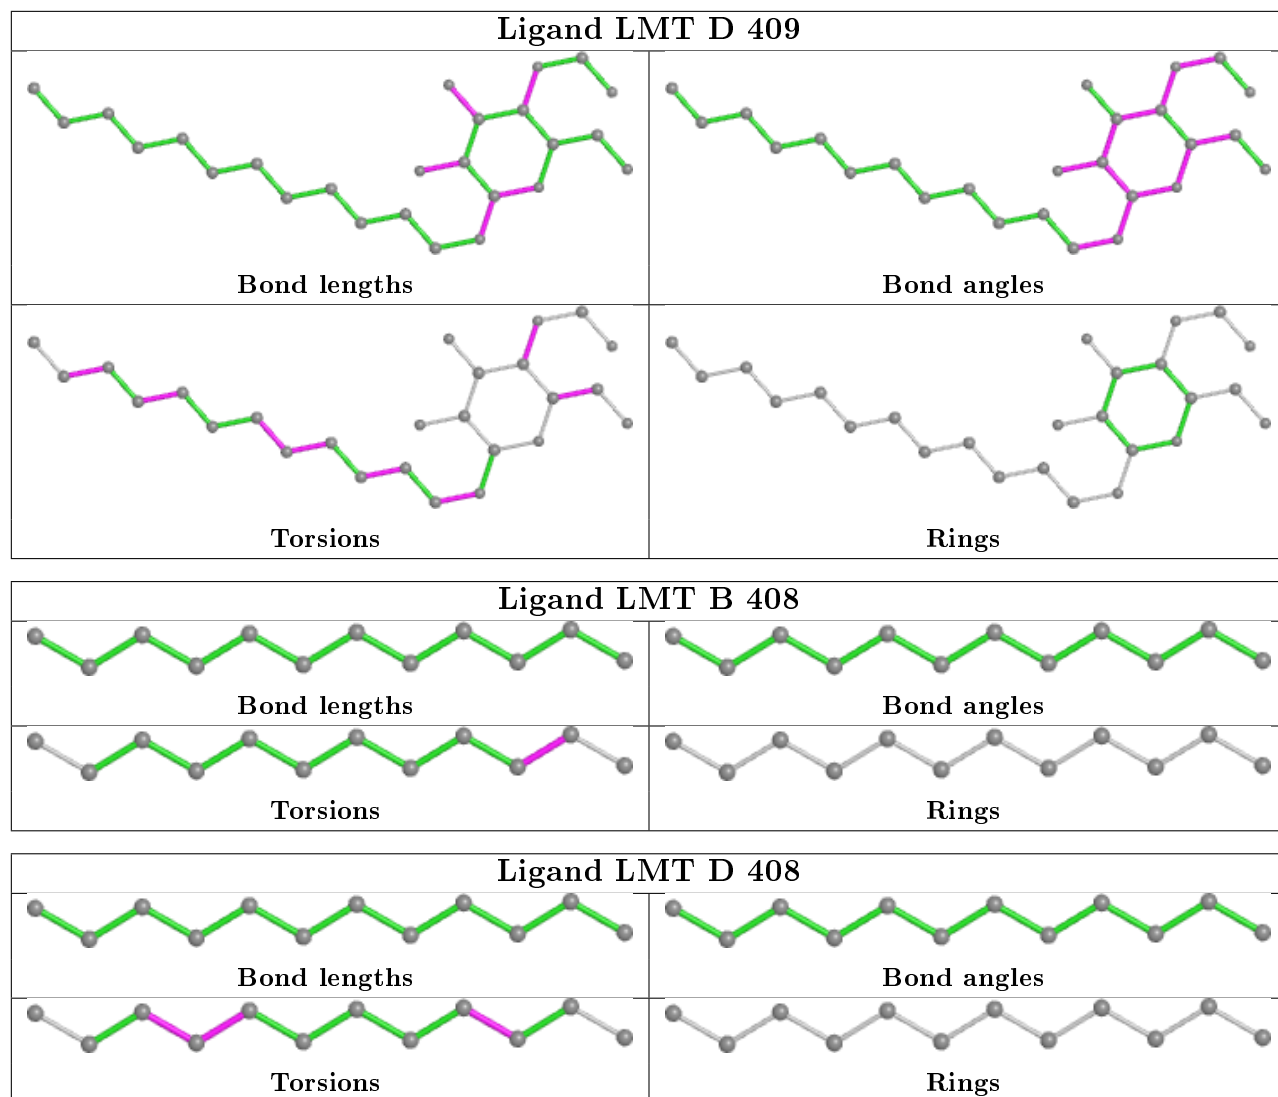 Ligand LMT D 409
Bond lengths
Bond angles
Torsions
Rings
Ligand LMT B 408
Bond lengths
Bond angles
Torsions
Rings
Ligand LMT D 408
Bond lengths
Bond angles
Torsions
Rings